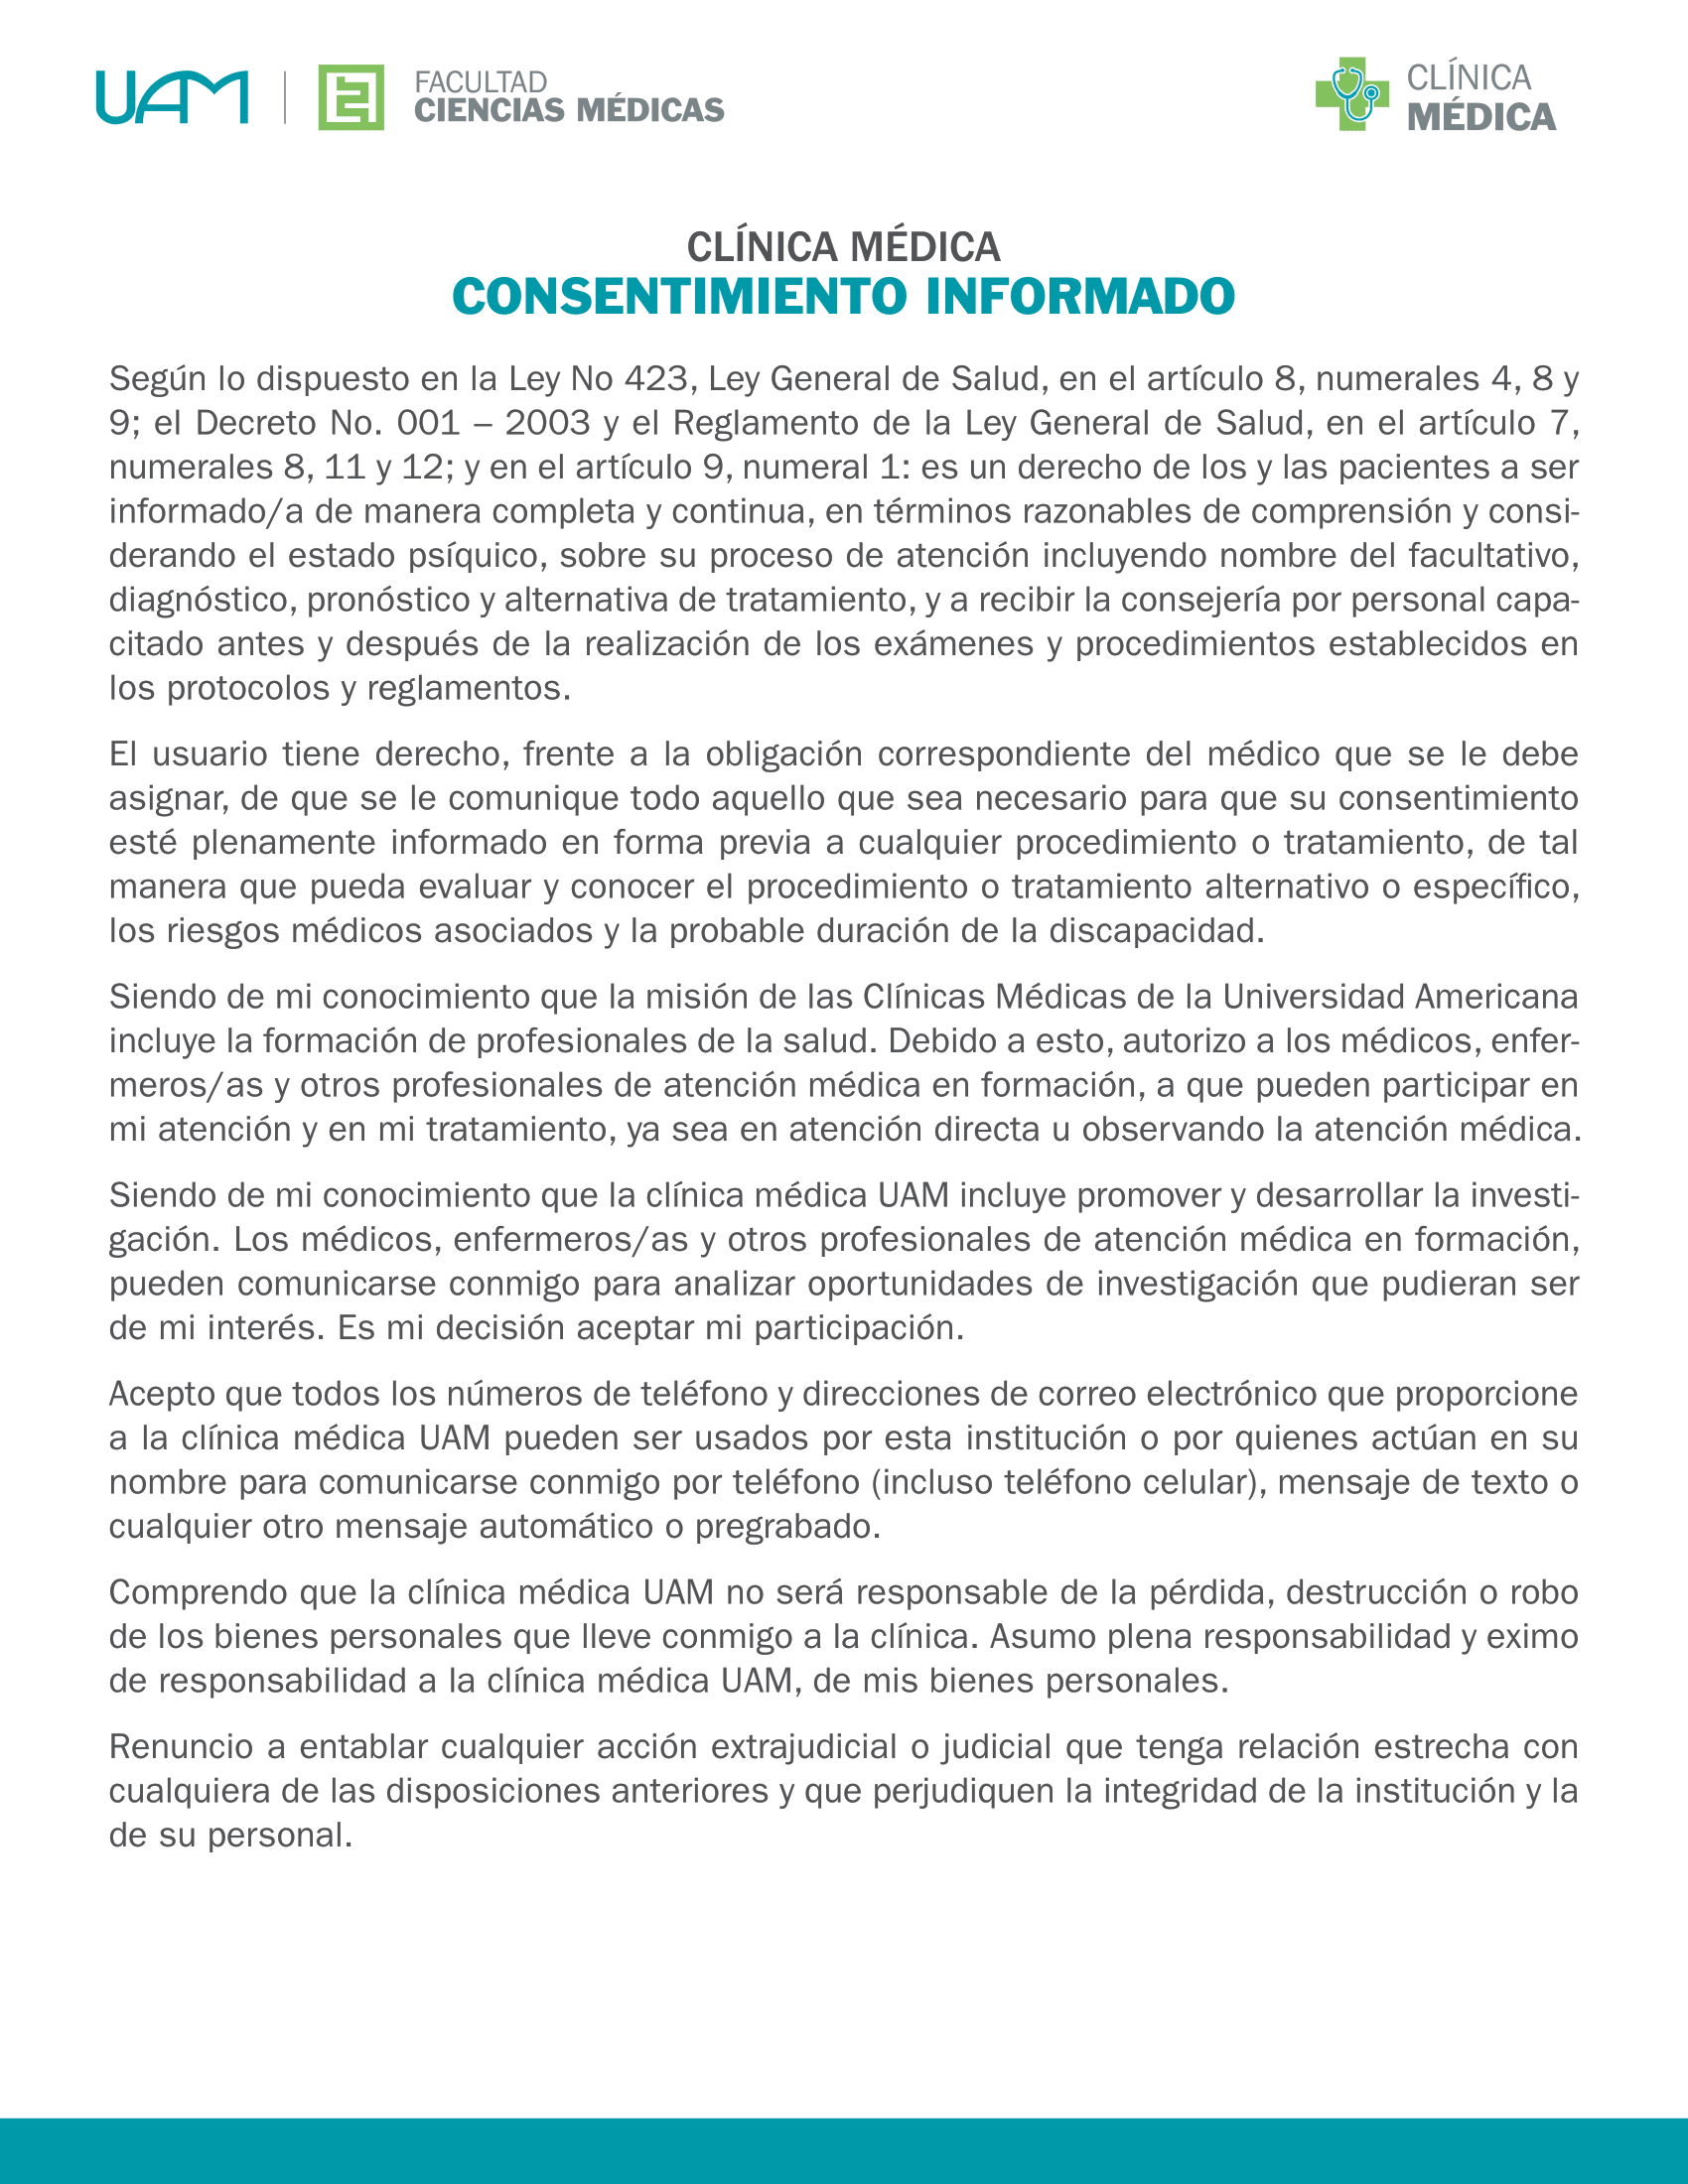 UAM
FACULTAD
CIENCIAS MÉDICAS
CLÍNICA
MÉDICA
CLÍNICA MÉDICA
CONSENTIMIENTO INFORMADO
Según lo dispuesto en la Ley No 423, Ley General de Salud, en el artículo 8, numerales 4, 8 y
9; el Decreto No. 001 – 2003 y el Reglamento de la Ley General de Salud, en el artículo 7,
numerales 8, 11 y 12; y en el artículo 9, numeral 1: es un derecho de los y las pacientes a ser
informado/a de manera completa y continua, en términos razonables de comprensión y consi-
derando el estado psíquico, sobre su proceso de atención incluyendo nombre del facultativo,
diagnóstico, pronóstico y alternativa de tratamiento, y a recibir la consejería por personal capa-
citado antes y después de la realización de los exámenes y procedimientos establecidos en
los protocolos y reglamentos.
El usuario tiene derecho, frente a la obligación correspondiente del médico que se le debe
asignar, de que se le comunique todo aquello que sea necesario para que su consentimiento
esté plenamente informado en forma previa a cualquier procedimiento o tratamiento, de tal
manera que pueda evaluar y conocer el procedimiento o tratamiento alternativo o específico,
los riesgos médicos asociados y la probable duración de la discapacidad.
Siendo de mi conocimiento que la misión de las Clínicas Médicas de la Universidad Americana
incluye la formación de profesionales de la salud. Debido a esto, autorizo a los médicos, enfer-
meros/as y otros profesionales de atención médica en formación, a que pueden participar en
mi atención y en mi tratamiento, ya sea en atención directa u observando la atención médica.
Siendo de mi conocimiento que la clínica médica UAM incluye promover y desarrollar la investi-
gación. Los médicos, enfermeros/as y otros profesionales de atención médica en formación,
pueden comunicarse conmigo para analizar oportunidades de investigación que pudieran ser
de mi interés. Es mi decisión aceptar mi participación.
Acepto que todos los números de teléfono y direcciones de correo electrónico que proporcione
a la clínica médica UAM pueden ser usados por esta institución o por quienes actúan en su
nombre para comunicarse conmigo por teléfono (incluso teléfono celular), mensaje de texto o
cualquier otro mensaje automático o pregrabado.
Comprendo que la clínica médica UAM no será responsable de la pérdida, destrucción o robo
de los bienes personales que lleve conmigo a la clínica. Asumo plena responsabilidad y eximo
de responsabilidad a la clínica médica UAM, de mis bienes personales.
Renuncio a entablar cualquier acción extrajudicial o judicial que tenga relación estrecha con
cualquiera de las disposiciones anteriores y que perjudiquen la integridad de la institución y la
de su personal.